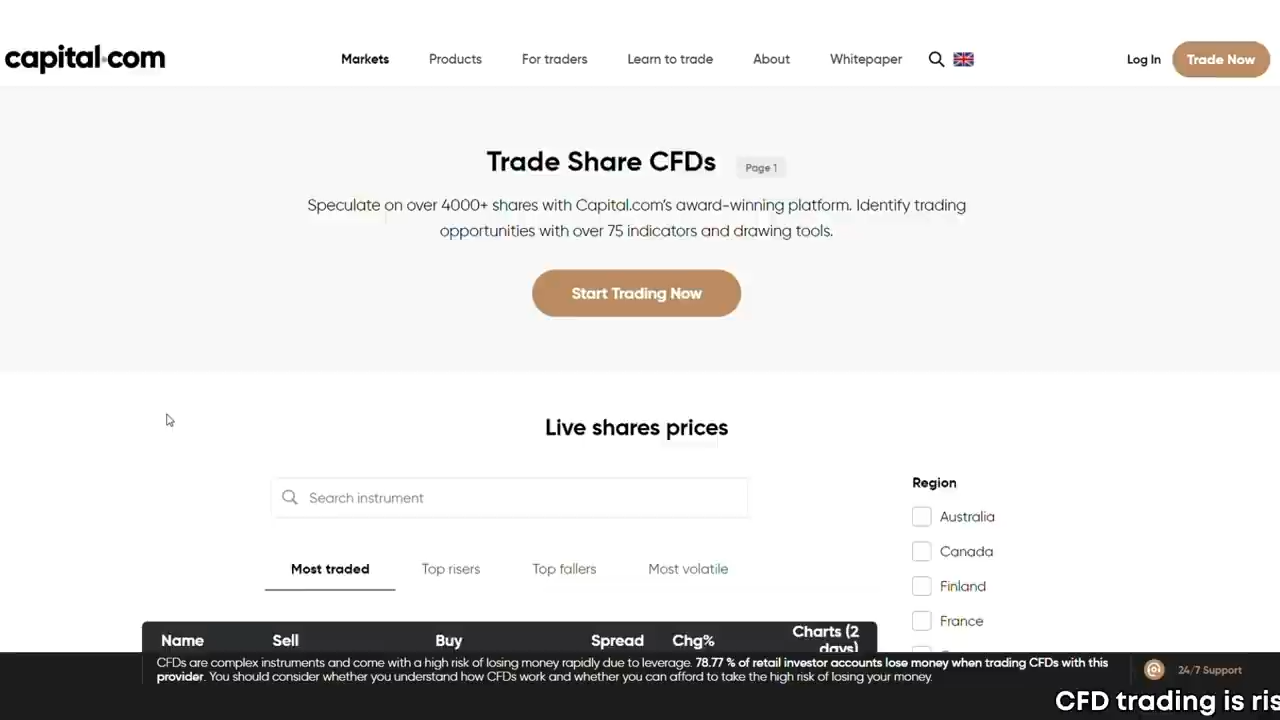 capital.com
Markets
Products
For traders
Learn to trade
About
Whitepaper
Log In
Trade Now
Trade Share CFDs
Page 1
Speculate on over 4000+ shares with Capital.com's award-winning platform. Identify trading
opportunities with over 75 indicators and drawing tools.
Start Trading Now
Live shares prices
Search instrument
Region
Australia
Canada
Finland
France
Most traded
Top risers
Top fallers
Most volatile
Name
Sell
Buy
Spread
Chg%
Charts (2
days)
CFDs are complex instruments and come with a high risk of losing money rapidly due to leverage. 78.77 % of retail investor accounts lose money when trading CFDs with this
provider. You should consider whether you understand how CFDs work and whether you can afford to take the high risk of losing your money.
24/7 Support
CFD trading is ris